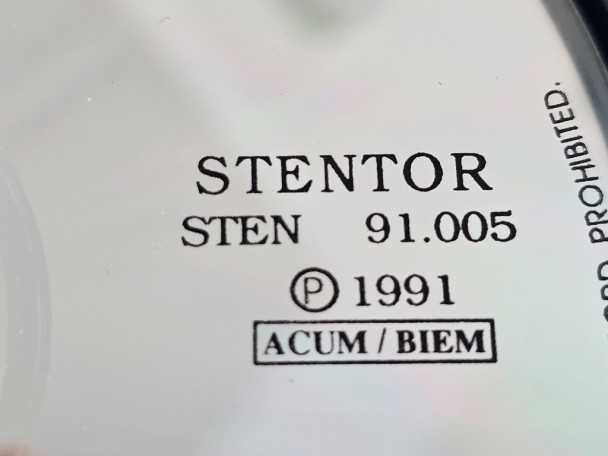 STENTOR
STEN 91.005
℗ 1991
ACUM / BIEM
PROHIBITED.